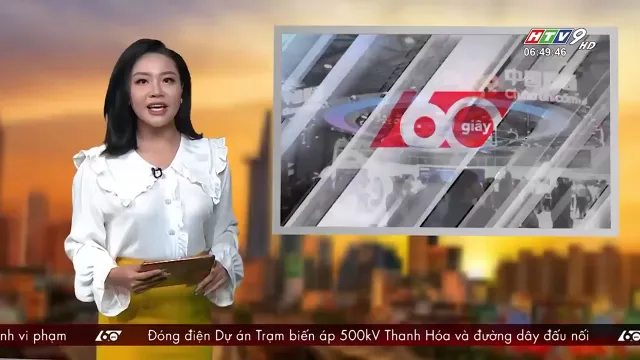 HTV9 HD
06:49:46
60 giây
nh vi phạm 60 Đóng điện Dự án Trạm biến áp 500kV Thanh Hóa và đường dây đấu nối